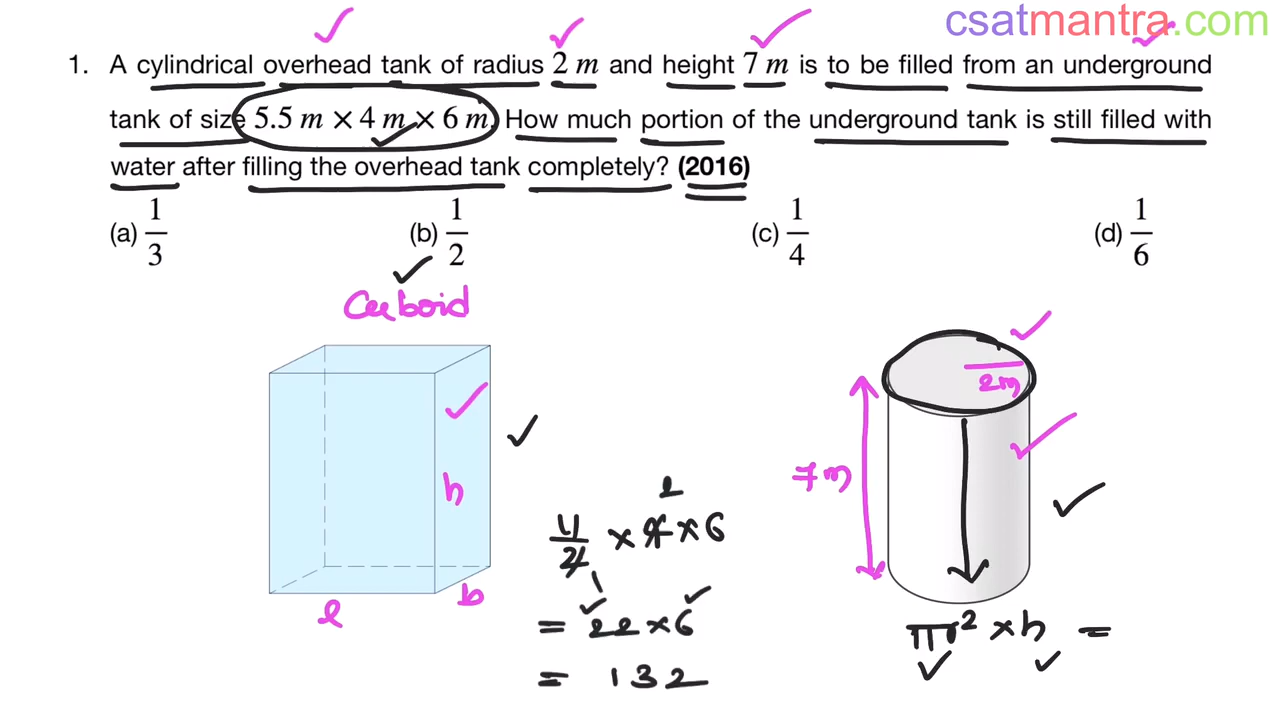 csatmantra.com
1. A cylindrical overhead tank of radius 2 m and height 7 m is to be filled from an underground
tank of size 5.5 m × 4 m × 6 m. How much portion of the underground tank is still filled with
water after filling the overhead tank completely? (2016)
(a) 1/3 (b) 1/2 (c) 1/4 (d) 1/6
Cuboid
2m
h
7m
2
11/2 × 4 × 6
1
l b
= 22 × 6
πr² × h =
= 132